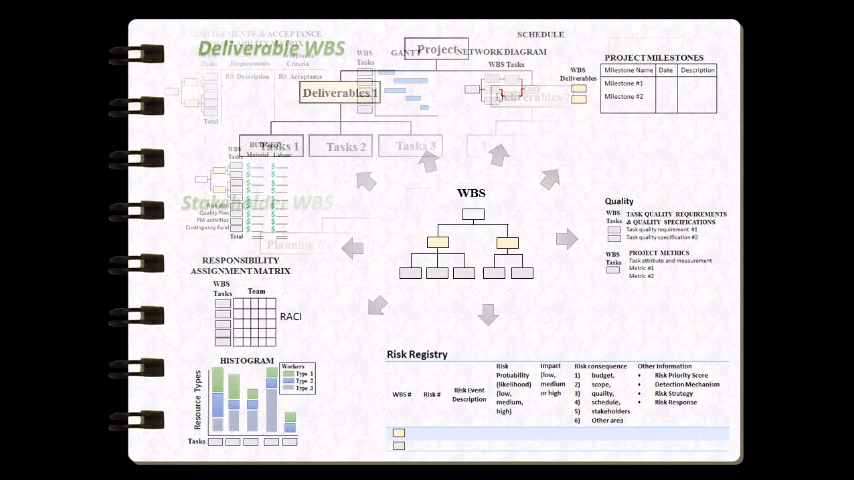 REQUIREMENTS & ACCEPTANCE
Deliverable WBS
Tasks
Requirements
Acceptance
Criteria
R# Description
R# Acceptance
Total
WBS
Tasks
GANTT
Project
SCHEDULE
NETWORK DIAGRAM
WBS Tasks
Deliverables 1
Deliverables
WBS
Deliverables
PROJECT MILESTONES
Milestone Name Date Description
Milestone #1
Milestone #2
Tasks 1
Tasks 2
Tasks 3
WBS
Tasks
Material Labour
$ $
$ $
$ $
$ $
$ $
$ $
$ $
$ $
Stakeholder WBS
Quality Plan
PM activities
Contingency Fund
Total
WBS
Quality
WBS
Tasks
TASK QUALITY REQUIREMENTS
& QUALITY SPECIFICATIONS
Task quality requirement #1
Task quality specification #2
WBS
Tasks
PROJECT METRICS
Task attribute and measurement
Metric #1
Metric #2
RESPONSIBILITY
ASSIGNMENT MATRIX
WBS
Tasks
Team
RACI
HISTOGRAM
Resource Types
Workers
Type 1
Type 2
Type 3
Tasks
Risk Registry
WBS #
Risk #
Risk Event
Description
Risk
Probability
(likelihood)
(low,
medium,
high)
Impact
(low,
medium
or high
Risk consequence
1) budget,
2) scope,
3) quality,
4) schedule,
5) stakeholders
6) Other area
Other Information
• Risk Priority Score
• Detection Mechanism
• Risk Strategy
• Risk Response